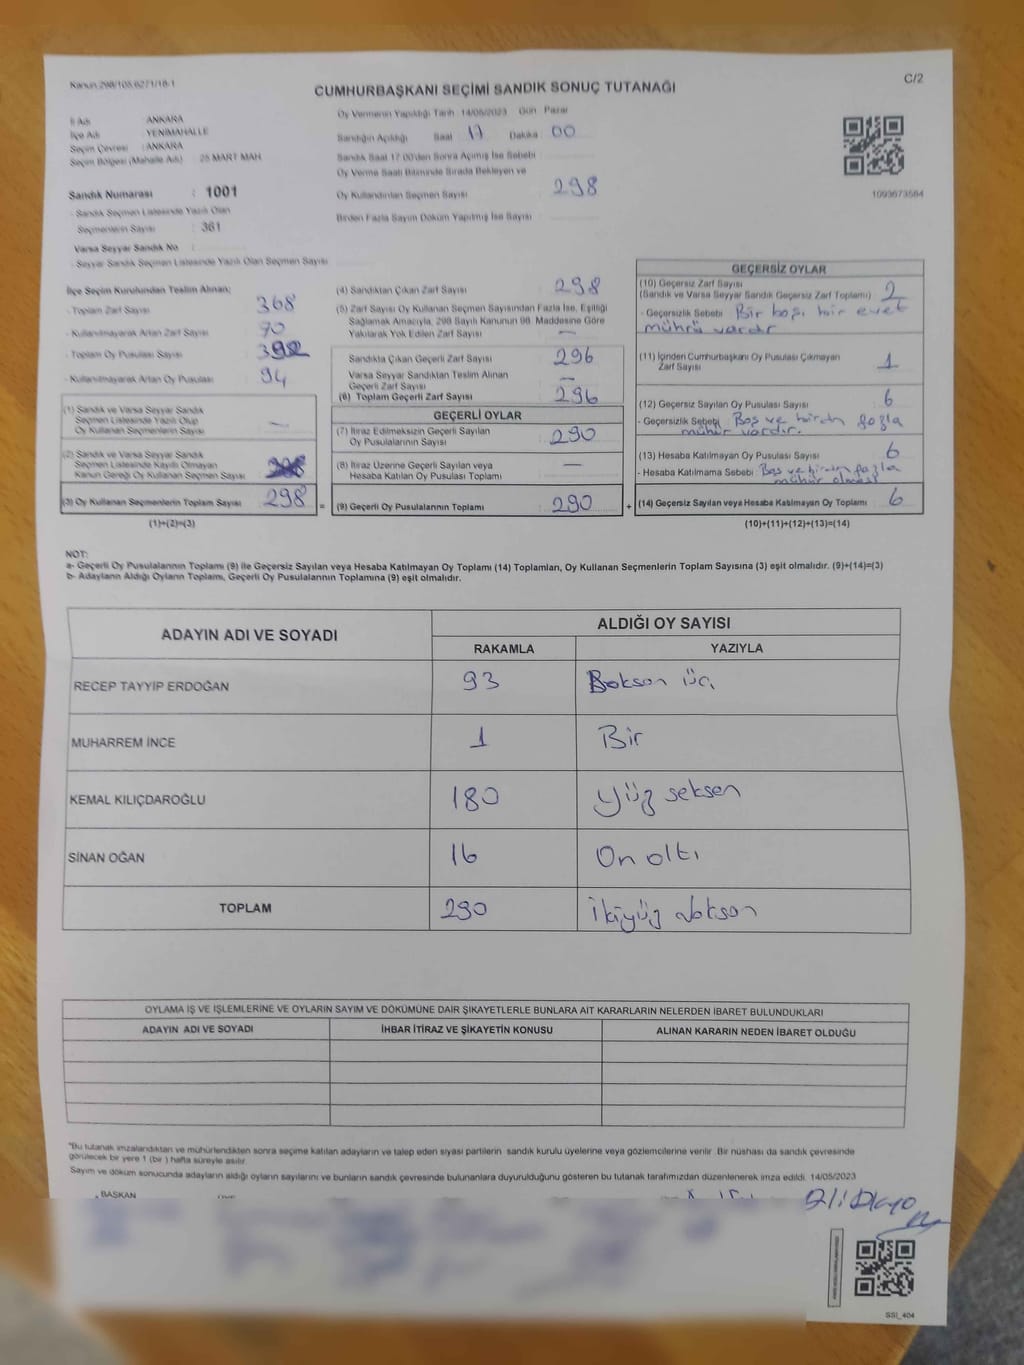 Kanun:298/105,6271/18-1
C/2
CUMHURBAŞKANI SEÇİMİ SANDIK SONUÇ TUTANAĞI
İl Adı : ANKARA
İlçe Adı : YENİMAHALLE
Seçim Çevresi : ANKARA
Seçim Bölgesi (Mahalle Adı) : 25 MART MAH.
Sandık Numarası : 1001
- Sandık Seçmen Listesinde Yazılı Olan
Seçmenlerin Sayısı : 361
Varsa Seyyar Sandık No :
- Seyyar Sandık Seçmen Listesinde Yazılı Olan Seçmen Sayısı
Oy Vermenin Yapıldığı Tarih 14/05/2023 Gün Pazar
Sandığın Açıldığı Saat 17 Dakika 00
Sandık Saat 17.00'den Sonra Açılmış İse Sebebi
Oy Verme Saati Bitiminde Sırada Bekleyen ve
Oy Kullandırılan Seçmen Sayısı 298
Birden Fazla Sayım Döküm Yapılmış İse Sayısı
1093673584
İlçe Seçim Kurulundan Teslim Alınan;
- Toplam Zarf Sayısı 368
- Kullanılmayarak Artan Zarf Sayısı 70
- Toplam Oy Pusulası Sayısı 392
- Kullanılmayarak Artan Oy Pusulası 94
(1) Sandık ve Varsa Seyyar Sandık
Seçmen Listesinde Yazılı Olup
Oy Kullanan Seçmenlerin Sayısı —
(2) Sandık ve Varsa Seyyar Sandık
Seçmen Listesinde Kayıtlı Olmayan
Kanun Gereği Oy Kullanan Seçmen Sayısı
(3) Oy Kullanan Seçmenlerin Toplam Sayısı 298
(1)+(2)=(3)
(4) Sandıktan Çıkan Zarf Sayısı 298
(5) Zarf Sayısı Oy Kullanan Seçmen Sayısından Fazla İse, Eşitliği
Sağlamak Amacıyla, 298 Sayılı Kanunun 98. Maddesine Göre
Yakılarak Yok Edilen Zarf Sayısı —
Sandıkta Çıkan Geçerli Zarf Sayısı 296
Varsa Seyyar Sandıktan Teslim Alınan
Geçerli Zarf Sayısı —
(6) Toplam Geçerli Zarf Sayısı 296
GEÇERLİ OYLAR
(7) İtiraz Edilmeksizin Geçerli Sayılan
Oy Pusulalarının Sayısı 290
(8) İtiraz Üzerine Geçerli Sayılan veya
Hesaba Katılan Oy Pusulası Toplamı —
= (9) Geçerli Oy Pusulalarının Toplamı 290
GEÇERSİZ OYLAR
(10) Geçersiz Zarf Sayısı
(Sandık ve Varsa Seyyar Sandık Geçersiz Zarf Toplamı) 2
- Geçersizlik Sebebi Bir boşı bir evet
mührü vardır
(11) İçinden Cumhurbaşkanı Oy Pusulası Çıkmayan
Zarf Sayısı 1
(12) Geçersiz Sayılan Oy Pusulası Sayısı 6
- Geçersizlik Sebebi Boş ve birdn fazla
mühür vardır.
(13) Hesaba Katılmayan Oy Pusulası Sayısı 6
- Hesaba Katılmama Sebebi Boş ve birdn fazla
mühür olması
+ (14) Geçersiz Sayılan veya Hesaba Katılmayan Oy Toplamı 6
(10)+(11)+(12)+(13)=(14)
NOT:
a- Geçerli Oy Pusulalarının Toplamı (9) ile Geçersiz Sayılan veya Hesaba Katılmayan Oy Toplamı (14) Toplamları, Oy Kullanan Seçmenlerin Toplam Sayısına (3) eşit olmalıdır. (9)+(14)=(3)
b- Adayların Aldığı Oyların Toplamı, Geçerli Oy Pusulalarının Toplamına (9) eşit olmalıdır.
ADAYIN ADI VE SOYADI
ALDIĞI OY SAYISI
RAKAMLA YAZIYLA
RECEP TAYYİP ERDOĞAN 93 Doksan üç
MUHARREM İNCE 1 Bir
KEMAL KILIÇDAROĞLU 180 Yüz seksen
SİNAN OĞAN 16 On altı
TOPLAM 290 İkiyüz doksan
OYLAMA İŞ VE İŞLEMLERİNE VE OYLARIN SAYIM VE DÖKÜMÜNE DAİR ŞİKAYETLERLE BUNLARA AİT KARARLARIN NELERDEN İBARET BULUNDUKLARI
ADAYIN ADI VE SOYADI İHBAR İTİRAZ VE ŞİKAYETİN KONUSU ALINAN KARARIN NEDEN İBARET OLDUĞU
"Bu tutanak imzalandıktan ve mühürlendikten sonra seçime katılan adayların ve talep eden siyasi partilerin sandık kurulu üyelerine veya gözlemcilerine verilir. Bir nüshası da sandık çevresinde
görülecek bir yere 1 (bir ) hafta süreyle asılır.
Sayım ve döküm sonucunda adayların aldığı oyların sayılarını ve bunların sandık çevresinde bulunanlara duyurulduğunu gösteren bu tutanak tarafımızdan düzenlenerek imza edildi. 14/05/2023
BAŞKAN
SSI_404